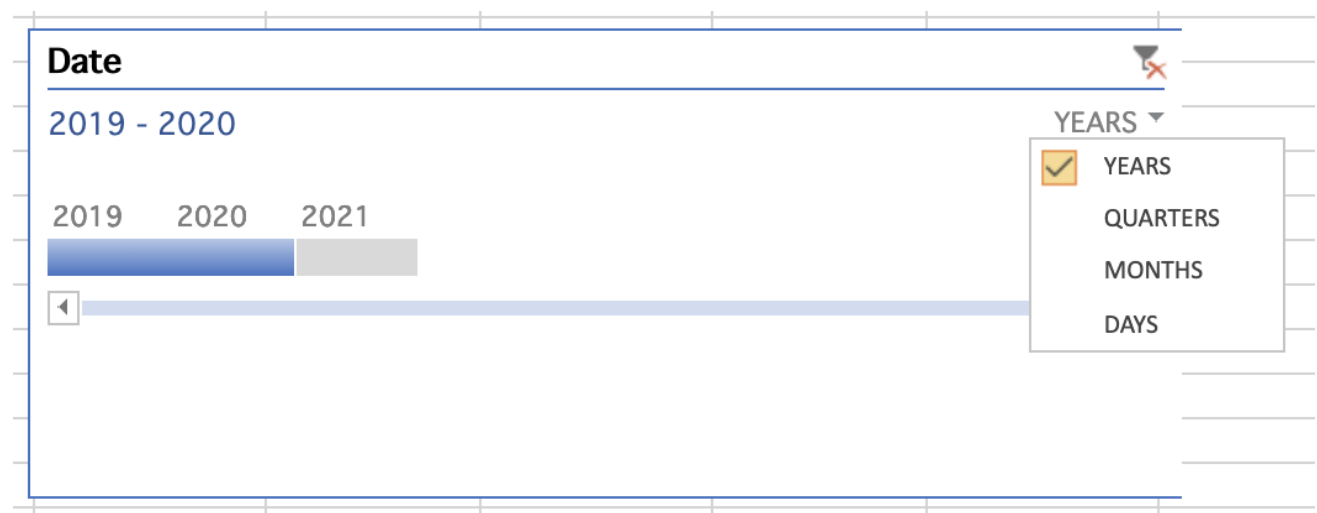 Date
2019 - 2020
YEARS
YEARS
QUARTERS
MONTHS
DAYS
2019 2020 2021